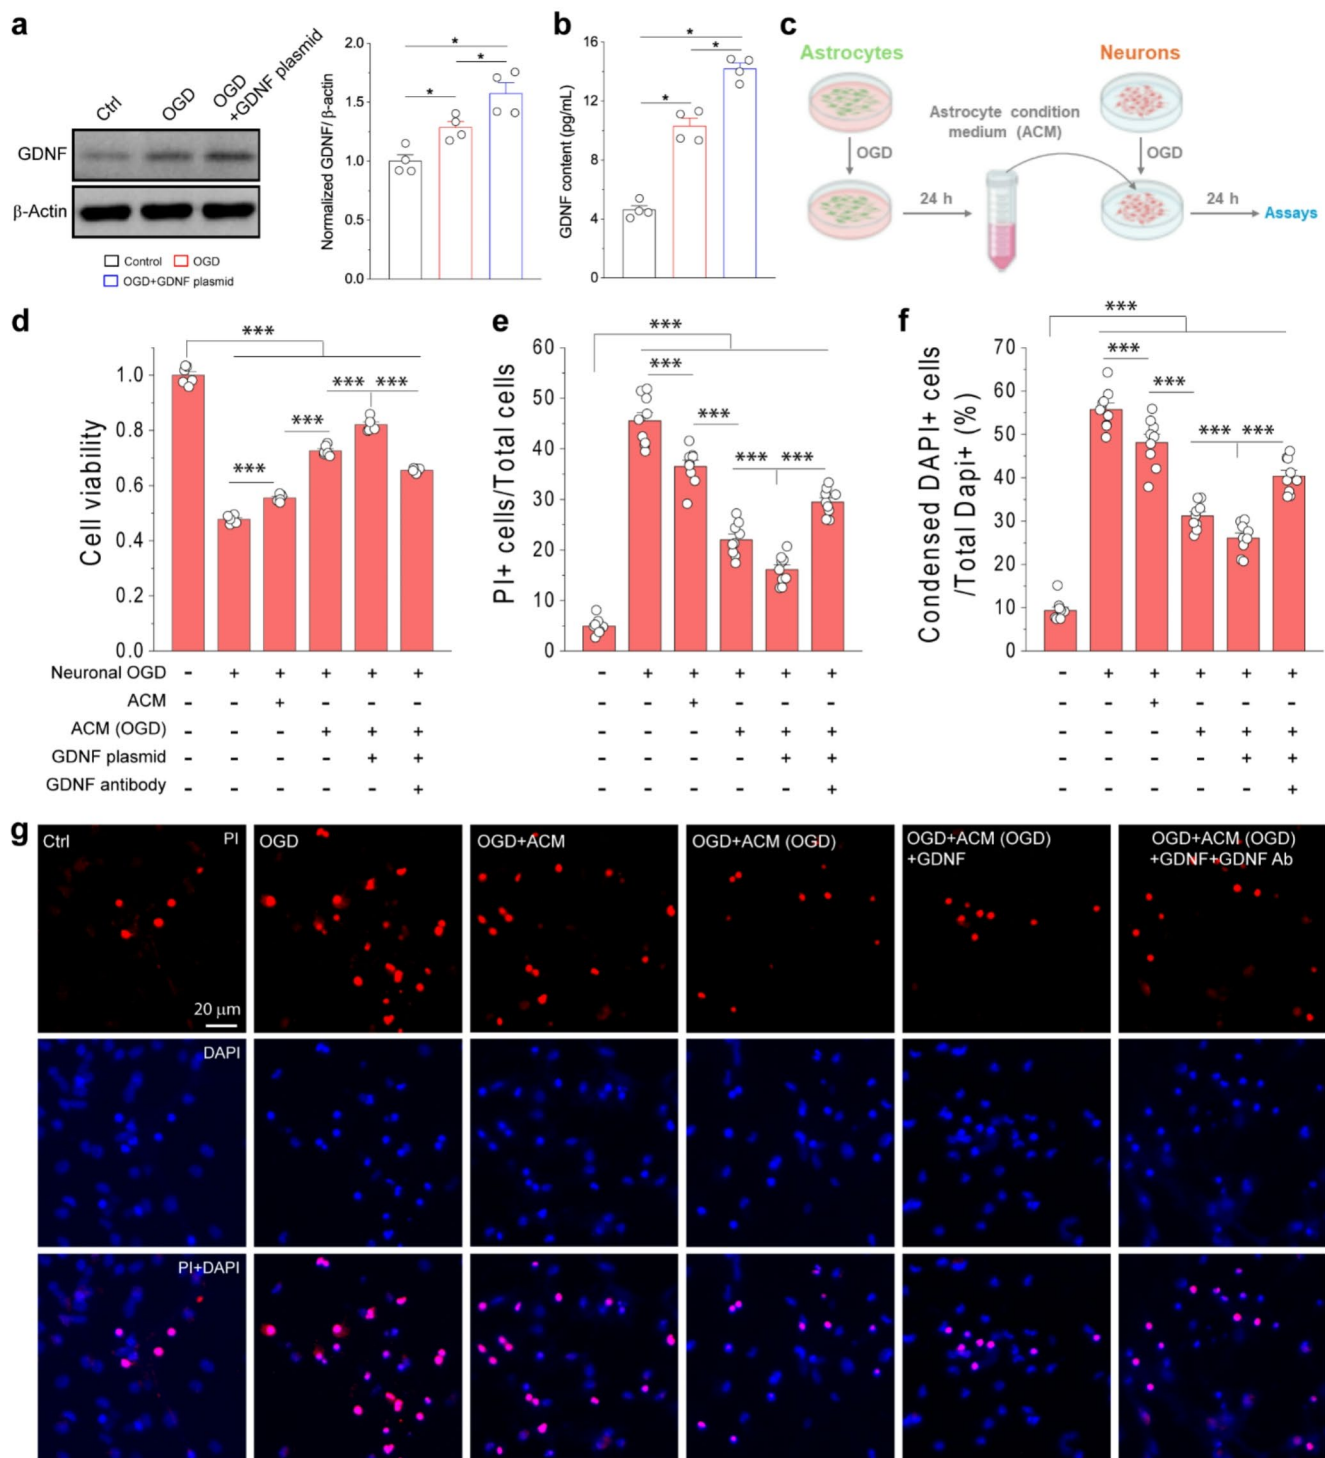 a
Ctrl
OGD
OGD
+GDNF plasmid
GDNF
β-Actin
Control
OGD
OGD+GDNF plasmid
Normalized GDNF/ β-actin
2.0
1.5
1.0
0.5
0.0
*
*
*
b
GDNF content (pg/mL)
16
12
8
4
0
*
*
*
c
Astrocytes
Neurons
Astrocyte condition
medium (ACM)
OGD
OGD
24 h
24 h
Assays
d
Cell viability
1.0
0.8
0.6
0.4
0.2
0.0
***
***
***
***
***
Neuronal OGD - + + + + +
ACM - - + - - -
ACM (OGD) - - - + + +
GDNF plasmid - - - - + +
GDNF antibody - - - - - +
e
PI+ cells/Total cells
60
50
40
30
20
10
0
***
***
***
***
***
- + + + + +
- - + - - -
- - - + + +
- - - - + +
- - - - - +
f
Condensed DAPI+ cells
/Total Dapi+ (%)
70
60
50
40
30
20
10
0
***
***
***
***
***
- + + + + +
- - + - - -
- - - + + +
- - - - + +
- - - - - +
g
Ctrl
PI
OGD
OGD+ACM
OGD+ACM (OGD)
OGD+ACM (OGD)
+GDNF
OGD+ACM (OGD)
+GDNF+GDNF Ab
20 μm
DAPI
PI+DAPI